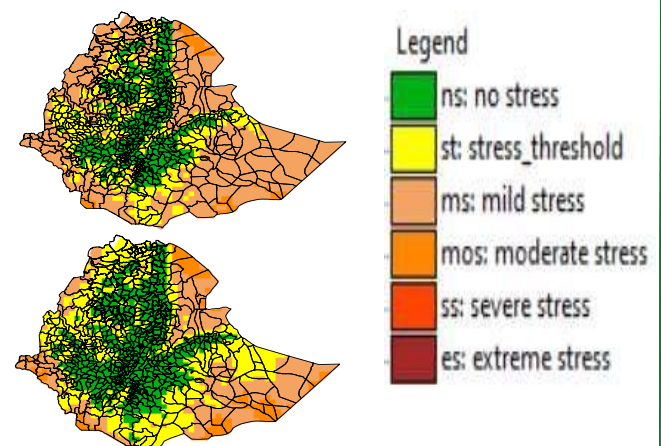 Legend
ns: no stress
st: stress_threshold
ms: mild stress
mos: moderate stress
ss: severe stress
es: extreme stress